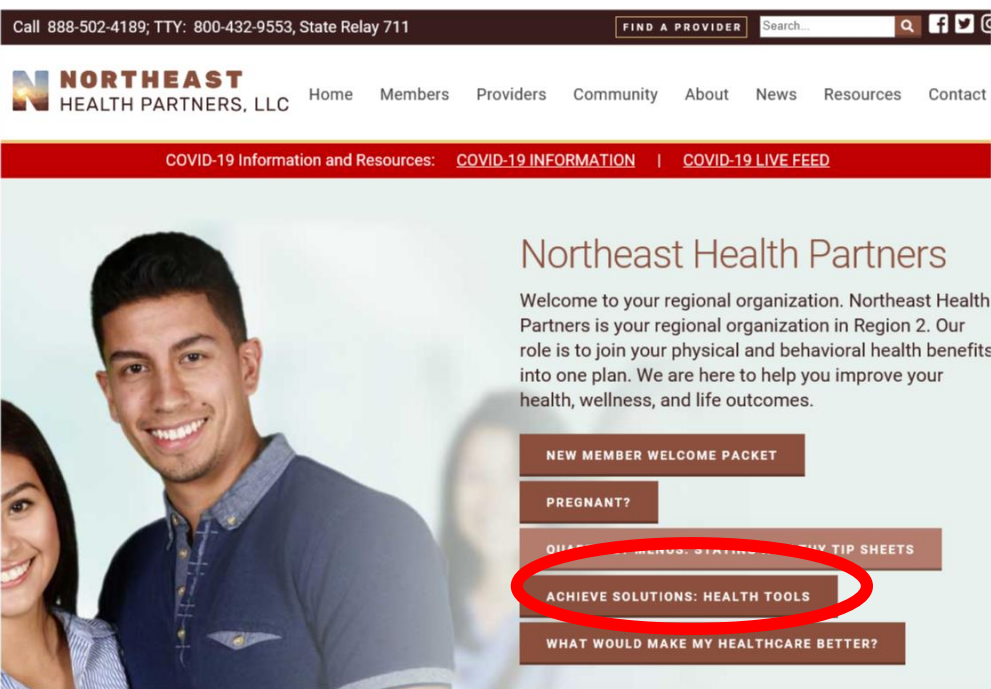 Call 888-502-4189; TTY: 800-432-9553, State Relay 711
FIND A PROVIDER
Search...
NORTHEAST
HEALTH PARTNERS, LLC
Home Members Providers Community About News Resources Contact
COVID-19 Information and Resources: COVID-19 INFORMATION | COVID-19 LIVE FEED
Northeast Health Partners
Welcome to your regional organization. Northeast Health
Partners is your regional organization in Region 2. Our
role is to join your physical and behavioral health benefits
into one plan. We are here to help you improve your
health, wellness, and life outcomes.
NEW MEMBER WELCOME PACKET
PREGNANT?
TIP SHEETS
ACHIEVE SOLUTIONS: HEALTH TOOLS
WHAT WOULD MAKE MY HEALTHCARE BETTER?